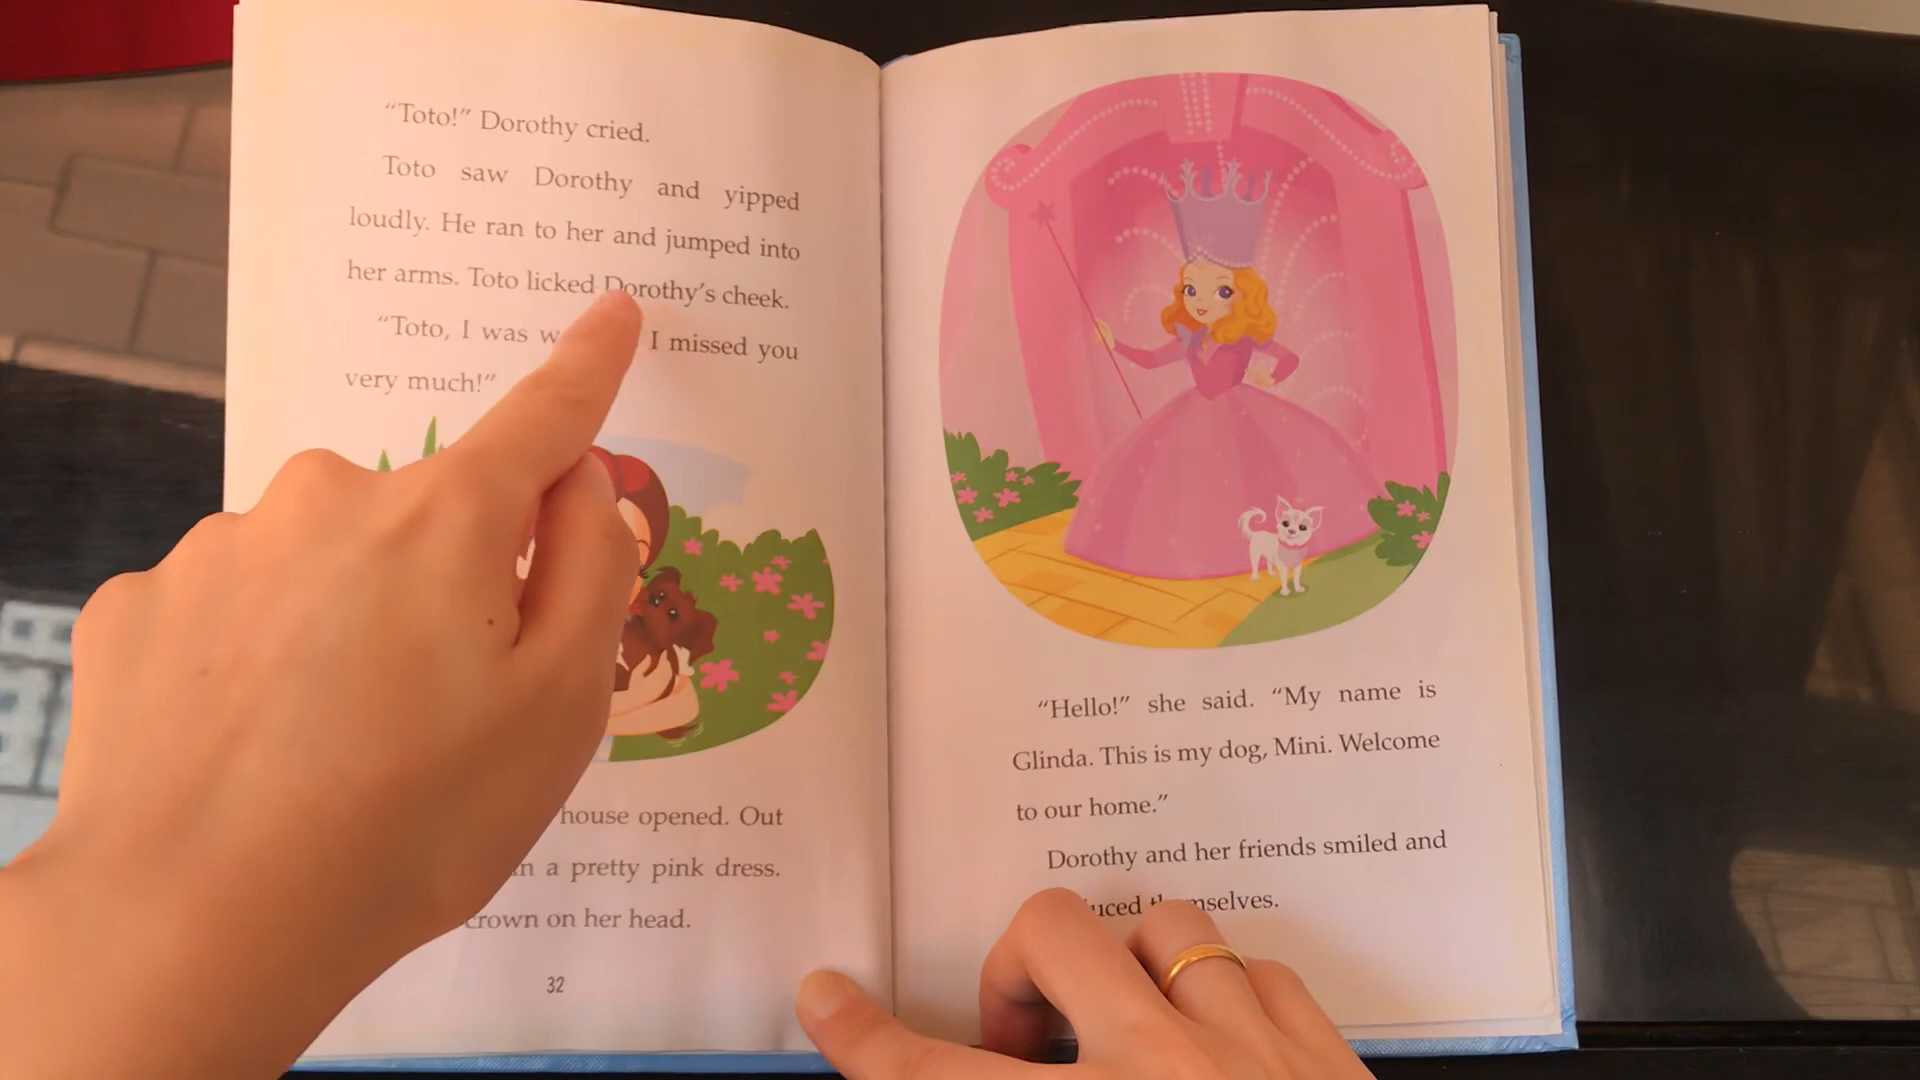 “Toto!” Dorothy cried.
Toto saw Dorothy and yipped
loudly. He ran to her and jumped into
her arms. Toto licked Dorothy’s cheek.
“Toto, I was I missed you
very much!”
house opened. Out
a pretty pink dress.
crown on her head.
32
“Hello!” she said. “My name is
Glinda. This is my dog, Mini. Welcome
to our home.”
Dorothy and her friends smiled and
themselves.